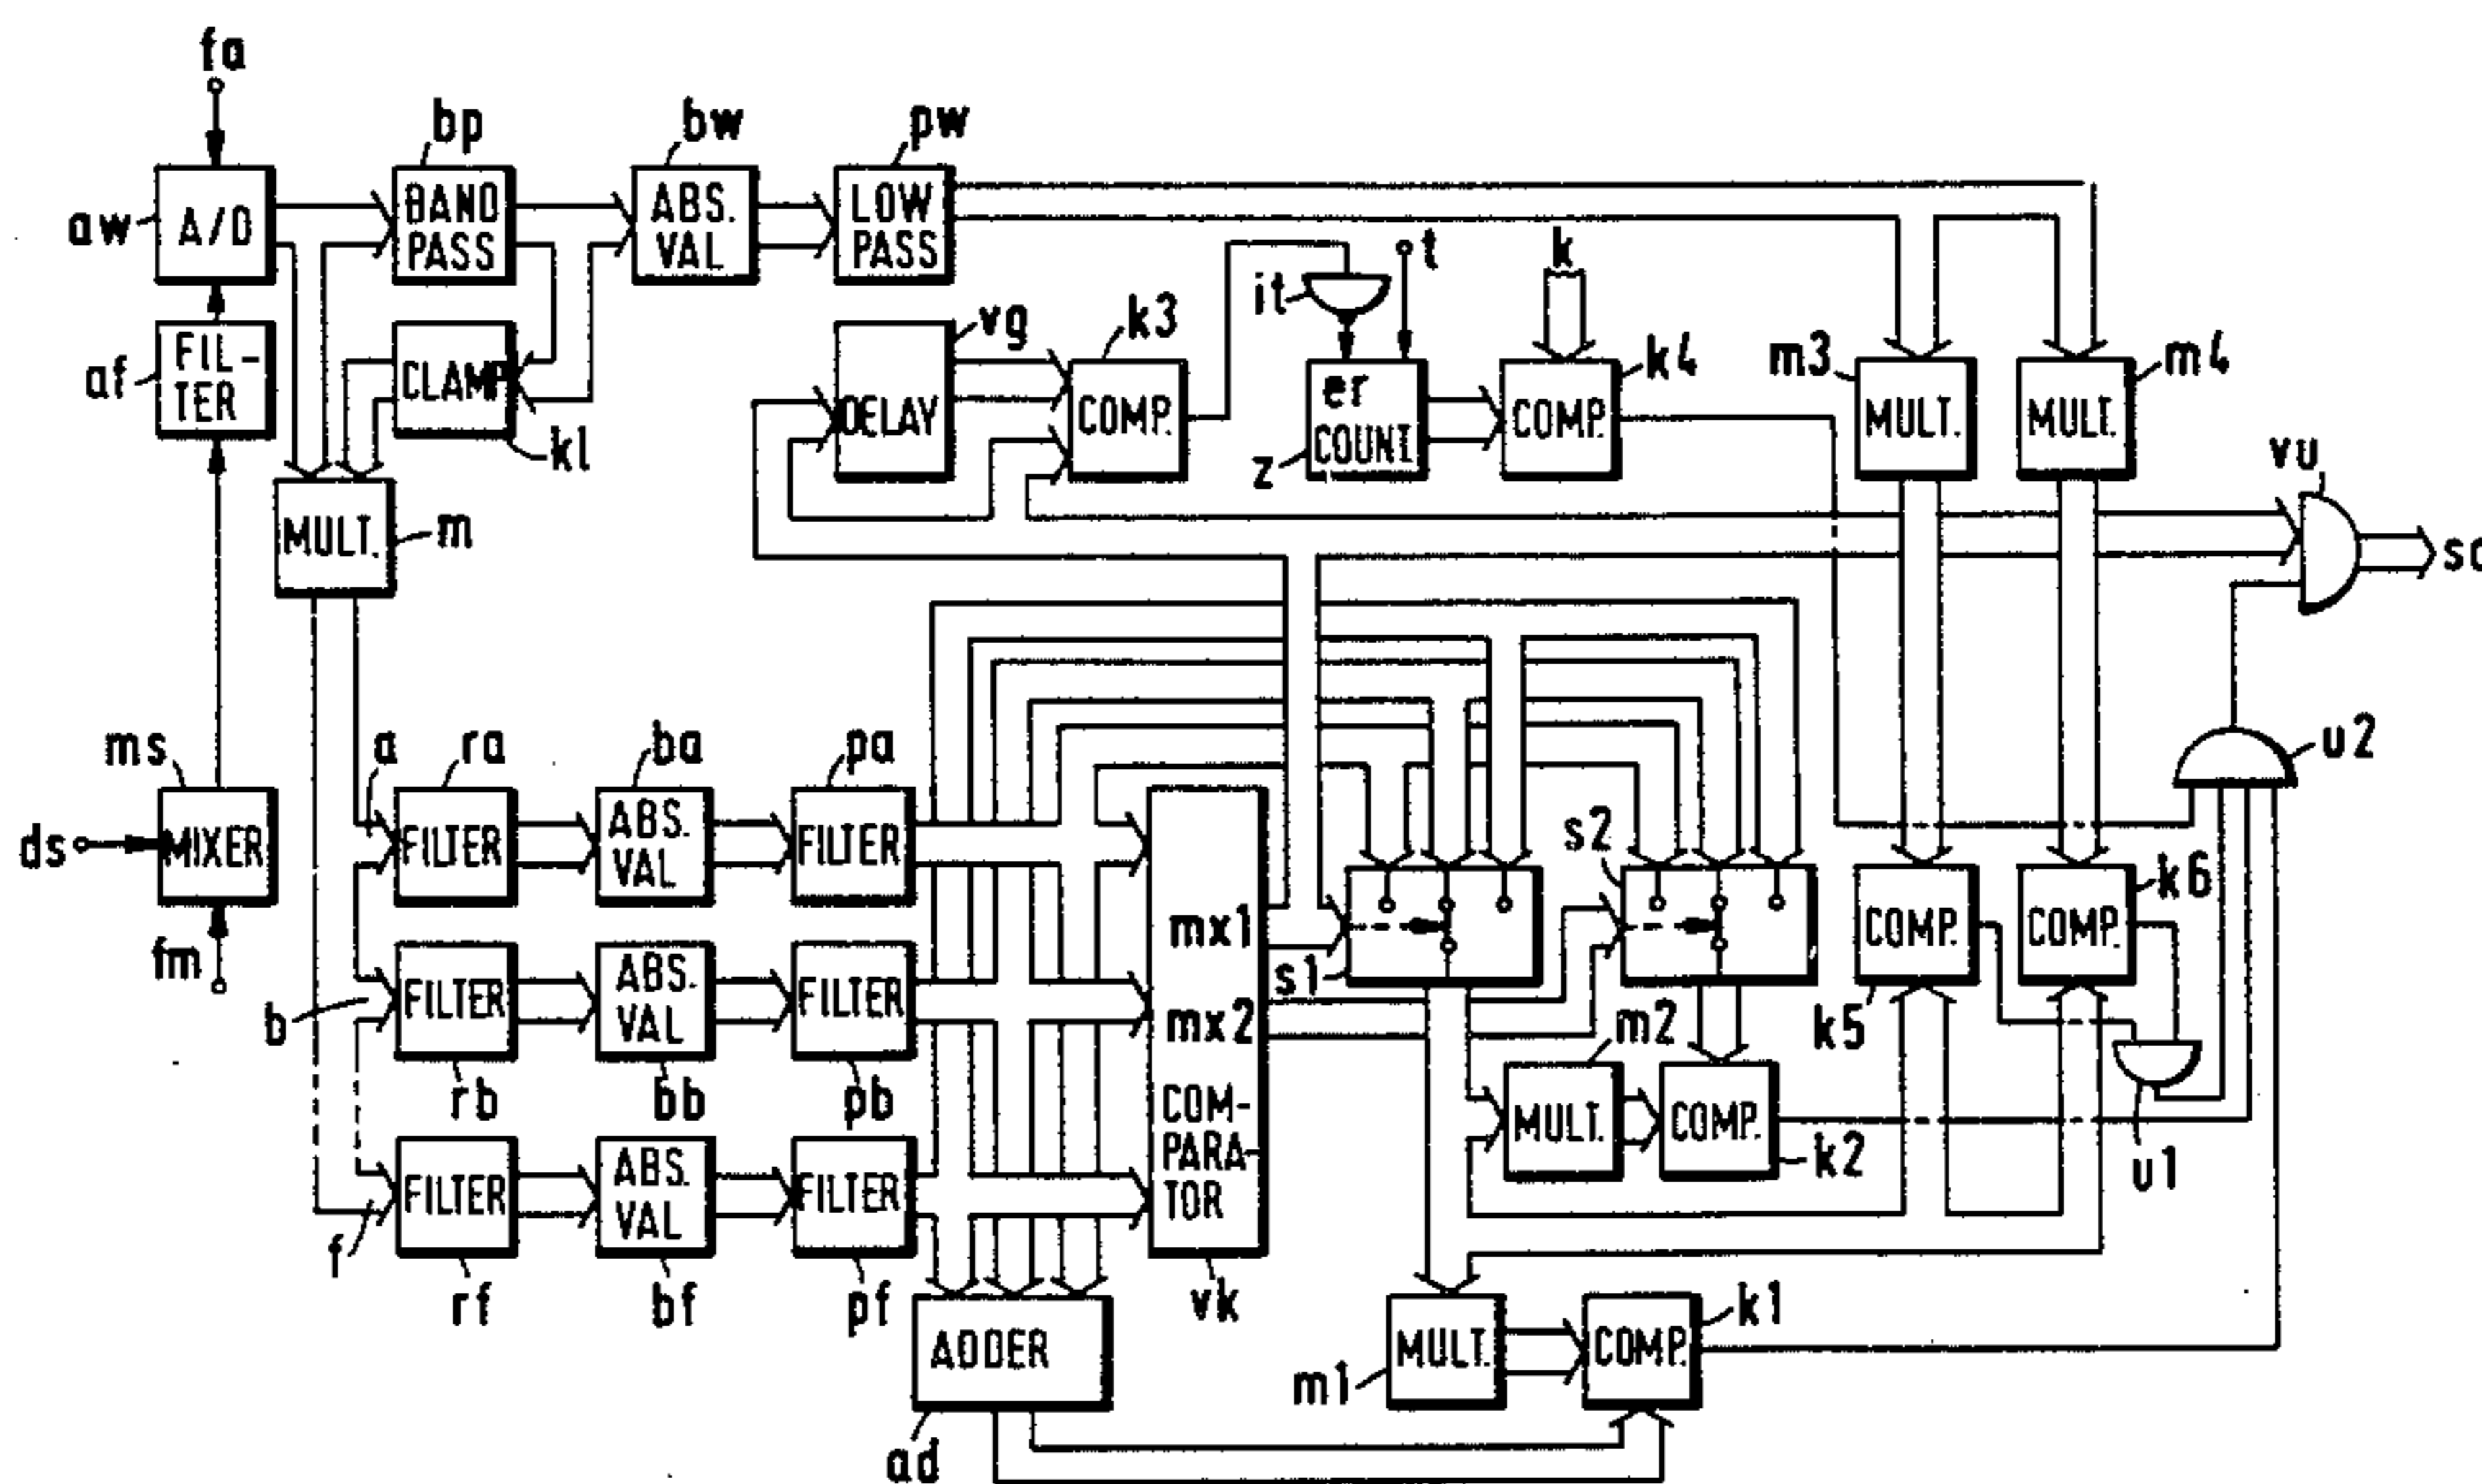 fa
bp
bw
pw
aw
A/D
BAND
PASS
ABS.
VAL
LOW
PASS
t
k
it
af
FIL-
TER
CLAMP
kl
vg
DELAY
k3
COMP.
er
COUNT
z
k4
COMP.
m3
MULT.
m4
MULT.
vu
MULT.
m
ms
a
ra
ba
pa
u2
ds
MIXER
FILTER
ABS.
VAL
FILTER
s2
fm
mx1
s1
k6
COMP.
COMP.
b
FILTER
ABS.
VAL
FILTER
mx2
m2
k5
rb
bb
pb
COM-
PARA-
TOR
MULT.
COMP.
k2
u1
f
FILTER
ABS.
VAL
FILTER
rf
bf
pf
vk
k1
ADDER
m1
MULT.
COMP.
ad